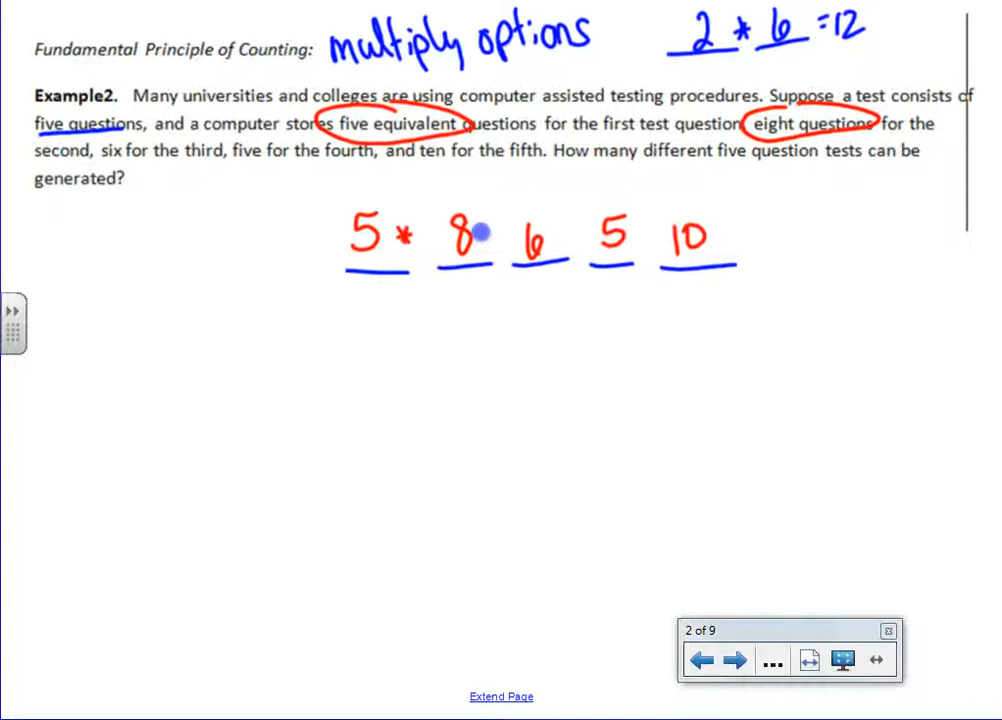 Fundamental Principle of Counting: multiply options 2 * 6 = 12
Example2. Many universities and colleges are using computer assisted testing procedures. Suppose a test consists of
five questions, and a computer stores five equivalent questions for the first test question, eight questions for the
second, six for the third, five for the fourth, and ten for the fifth. How many different five question tests can be
generated?
5 * 8 6 5 10
2 of 9
...
Extend Page